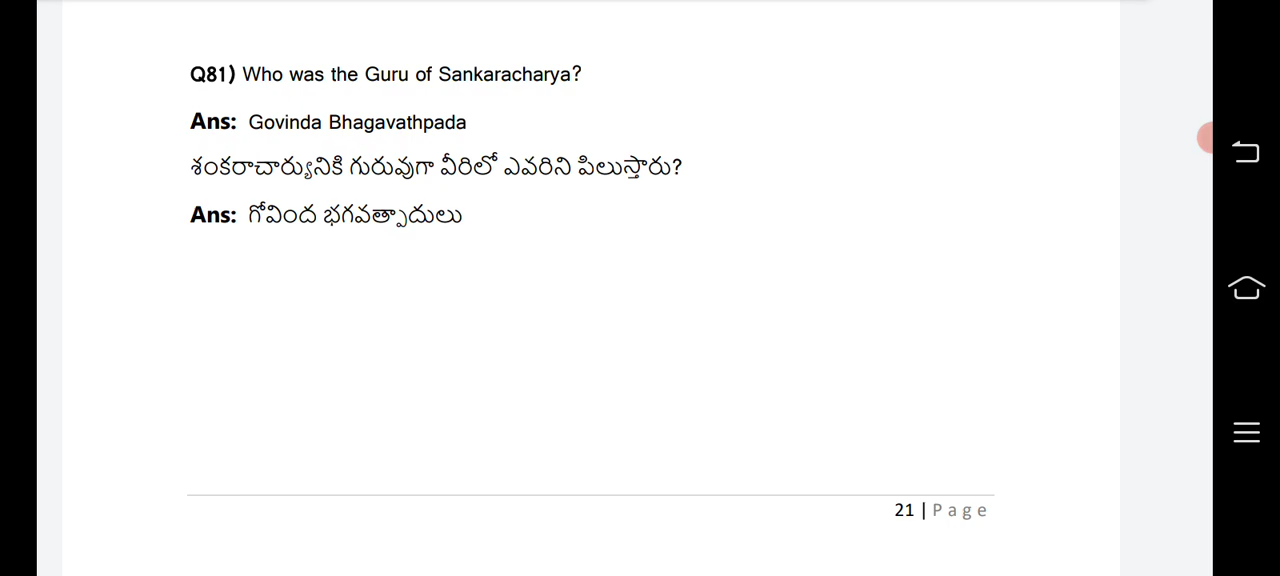 Q81) Who was the Guru of Sankaracharya?
Ans: Govinda Bhagavathpada
శంకరాచార్యునికి గురువుగా వీరిలో ఎవరిని పిలుస్తారు?
Ans: గోవింద భగవత్పాదులు
21 | Page